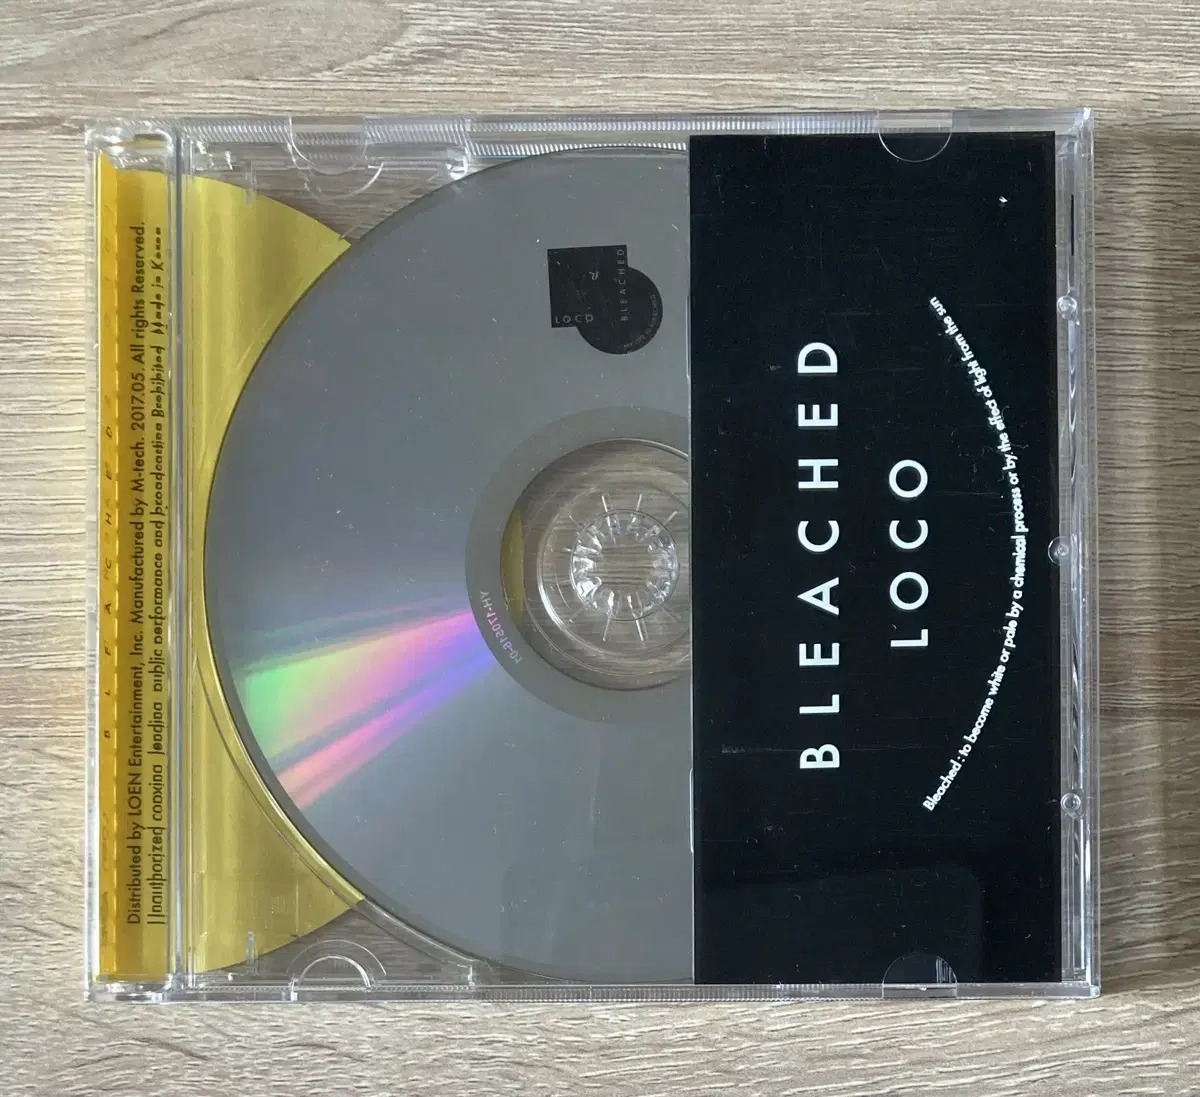 BLEACHED
LOCO
Bleached : to become white or pale by a chemical process or by the effect of light from the sun
LOCO
BLEACHED
Distributed by LOEN Entertainment, Inc. Manufactured by M-tech. 2017.05. All rights Reserved.
Unauthorized copying, lending, public performance and broadcasting Prohibited. Made in Korea
BLEACHED